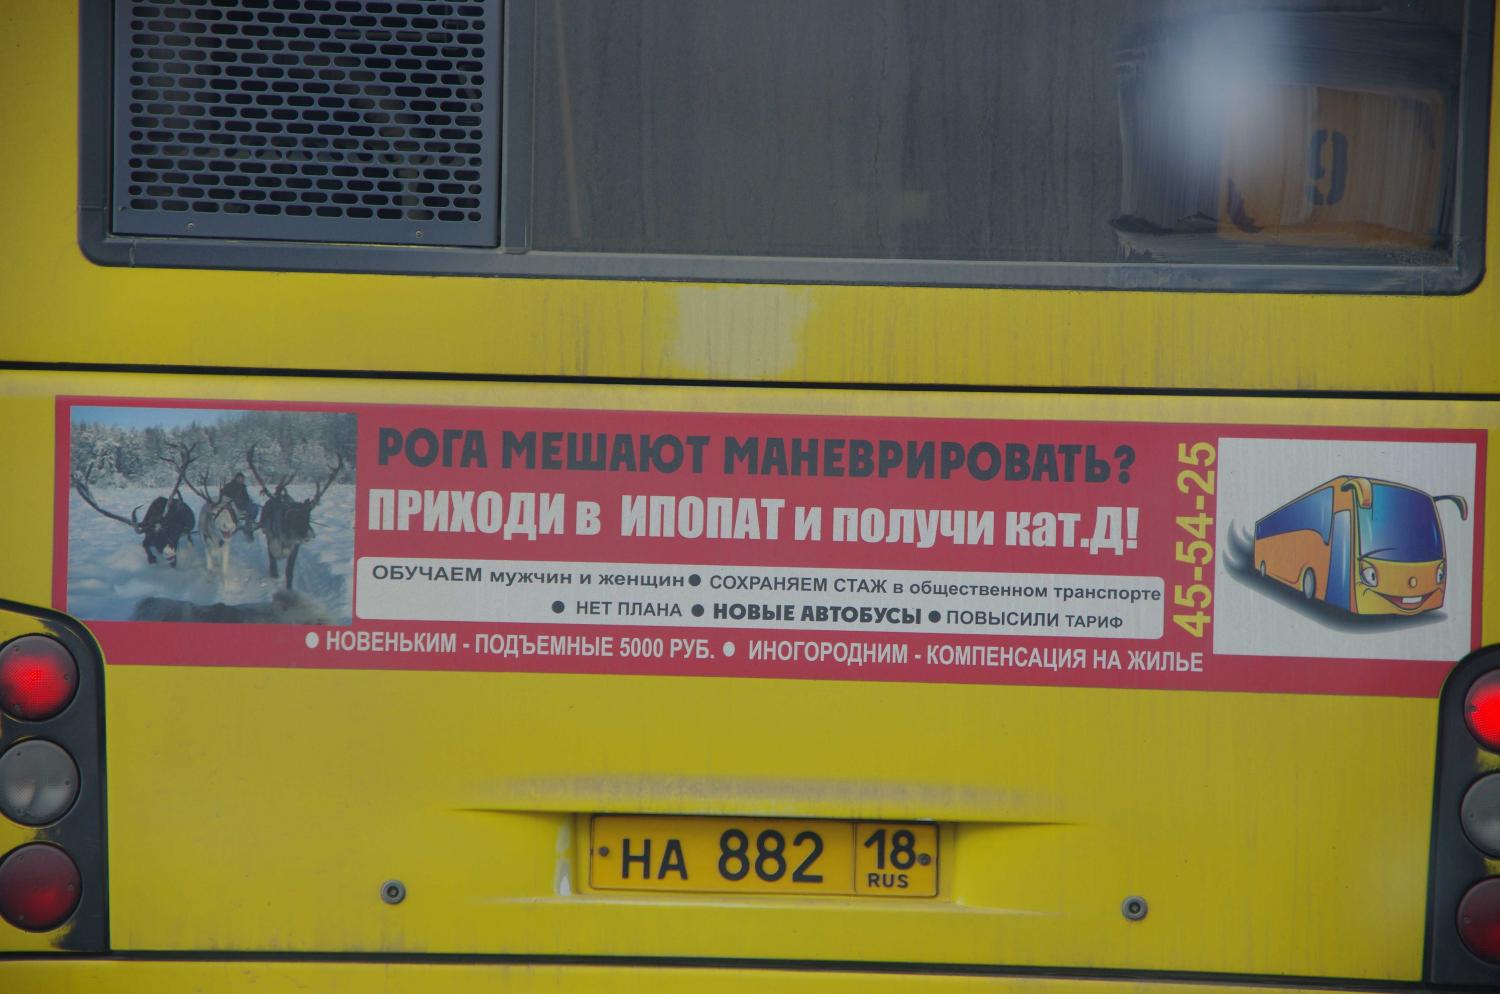 9
РОГА МЕШАЮТ МАНЕВРИРОВАТЬ?
ПРИХОДИ в ИПОПАТ и получи кат.Д!
ОБУЧАЕМ мужчин и женщин ● СОХРАНЯЕМ СТАЖ в общественном транспорте
● НЕТ ПЛАНА ● НОВЫЕ АВТОБУСЫ ● ПОВЫСИЛИ ТАРИФ
● НОВЕНЬКИМ - ПОДЪЕМНЫЕ 5000 РУБ. ● ИНОГОРОДНИМ - КОМПЕНСАЦИЯ НА ЖИЛЬЕ
45-54-25
НА 882 18
RUS